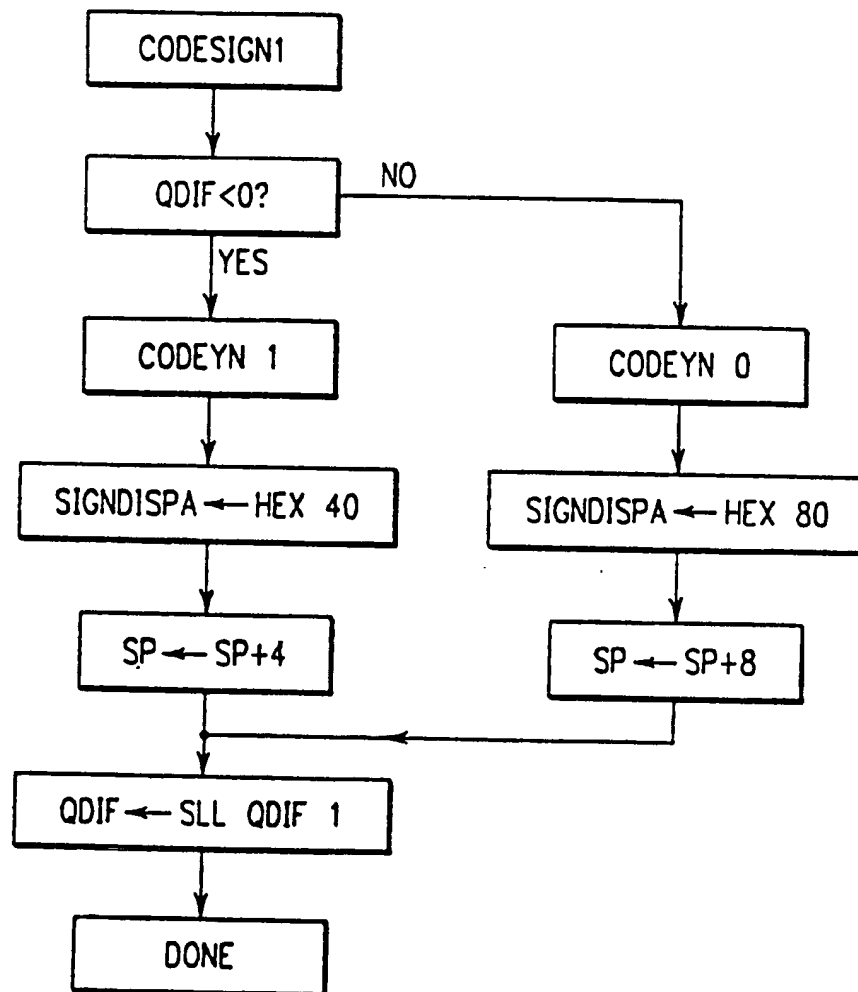 CODESIGN1
QDIF<0?
NO
YES
CODEYN 1
CODEYN 0
SIGNDISPA ← HEX 40
SIGNDISPA ← HEX 80
SP ← SP+4
SP ← SP+8
QDIF ← SLL QDIF 1
DONE